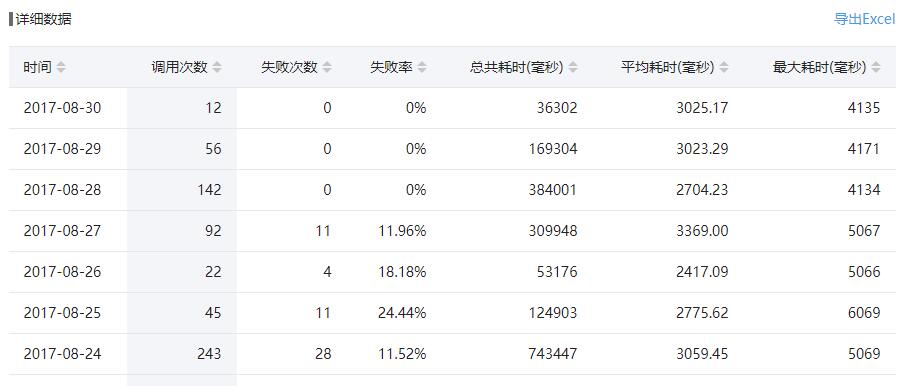 详细数据 导出Excel
时间 调用次数 失败次数 失败率 总共耗时(毫秒) 平均耗时(毫秒) 最大耗时(毫秒)
2017-08-30 12 0 0% 36302 3025.17 4135
2017-08-29 56 0 0% 169304 3023.29 4171
2017-08-28 142 0 0% 384001 2704.23 4134
2017-08-27 92 11 11.96% 309948 3369.00 5067
2017-08-26 22 4 18.18% 53176 2417.09 5066
2017-08-25 45 11 24.44% 124903 2775.62 6069
2017-08-24 243 28 11.52% 743447 3059.45 5069